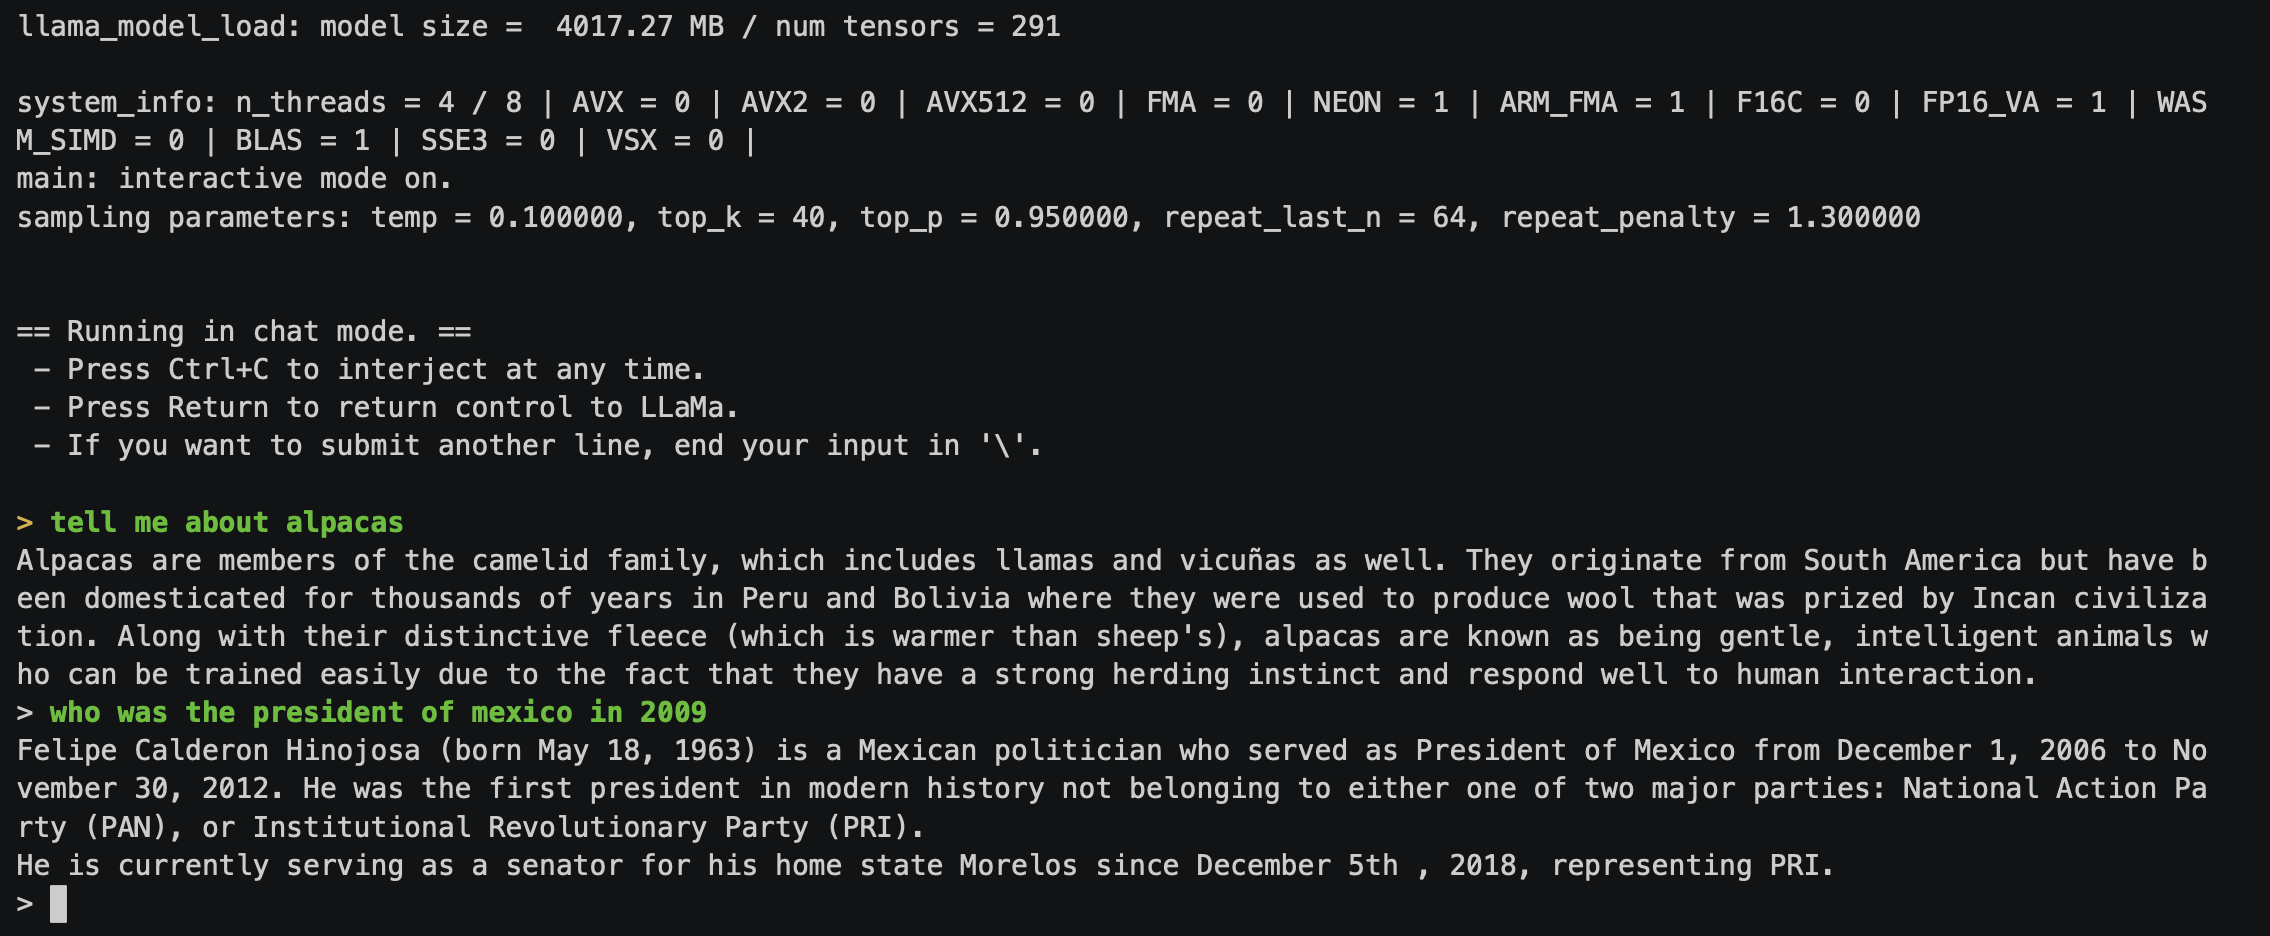 llama_model_load: model size =  4017.27 MB / num tensors = 291
system_info: n_threads = 4 / 8 | AVX = 0 | AVX2 = 0 | AVX512 = 0 | FMA = 0 | NEON = 1 | ARM_FMA = 1 | F16C = 0 | FP16_VA = 1 | WAS
M_SIMD = 0 | BLAS = 1 | SSE3 = 0 | VSX = 0 |
main: interactive mode on.
sampling parameters: temp = 0.100000, top_k = 40, top_p = 0.950000, repeat_last_n = 64, repeat_penalty = 1.300000
== Running in chat mode. ==
 - Press Ctrl+C to interject at any time.
 - Press Return to return control to LLaMa.
 - If you want to submit another line, end your input in '\'.
> tell me about alpacas
Alpacas are members of the camelid family, which includes llamas and vicuñas as well. They originate from South America but have b
een domesticated for thousands of years in Peru and Bolivia where they were used to produce wool that was prized by Incan civiliza
tion. Along with their distinctive fleece (which is warmer than sheep's), alpacas are known as being gentle, intelligent animals w
ho can be trained easily due to the fact that they have a strong herding instinct and respond well to human interaction.
> who was the president of mexico in 2009
Felipe Calderon Hinojosa (born May 18, 1963) is a Mexican politician who served as President of Mexico from December 1, 2006 to No
vember 30, 2012. He was the first president in modern history not belonging to either one of two major parties: National Action Pa
rty (PAN), or Institutional Revolutionary Party (PRI).
He is currently serving as a senator for his home state Morelos since December 5th , 2018, representing PRI.
>